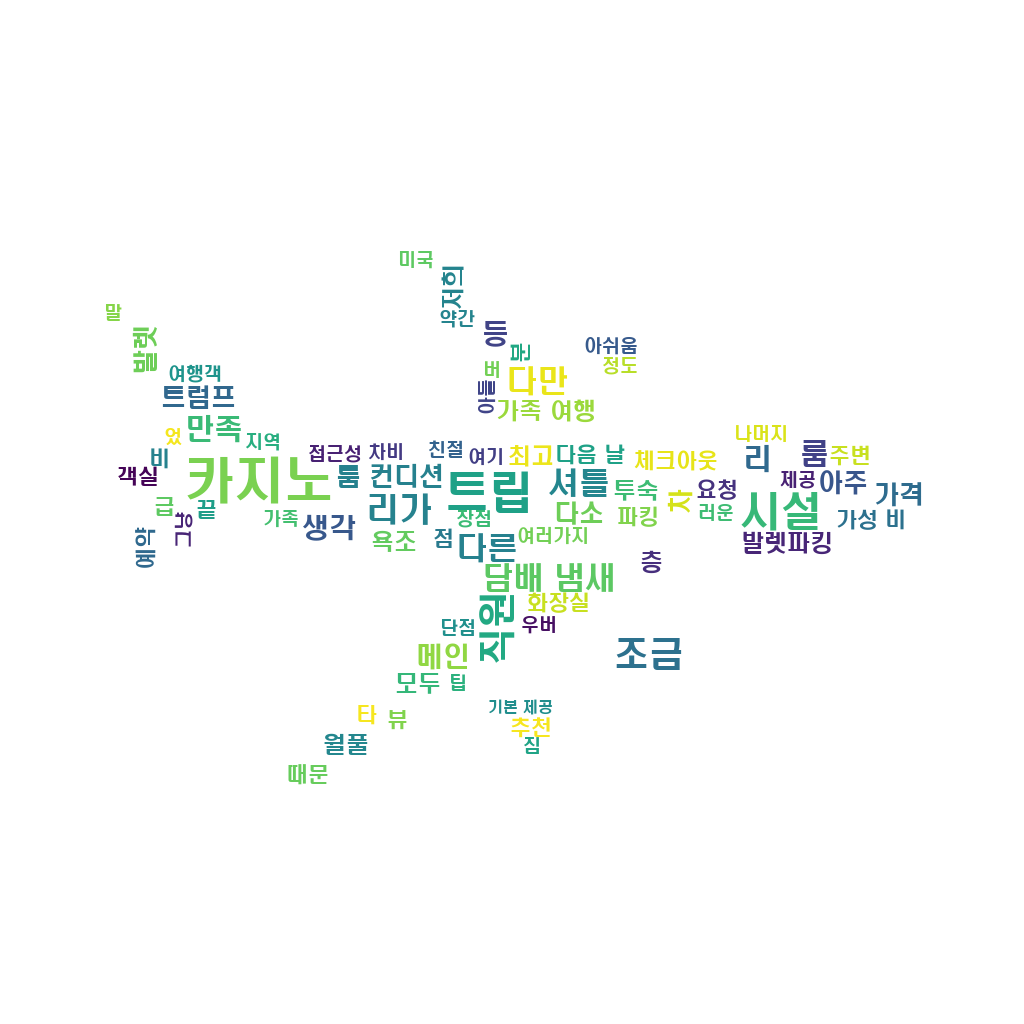 미국
저희
말
약간
등
발렛
문
아쉬움
버
정도
여행객
다만
트럼프
아들
가족 여행
만족
었
지역
나머지
점근성
차비
친절
여기
최고
다음 날
체크아웃
리
룸
주변
비
객실
카지노
룸 컨디션
트립
셔틀
투숙
차
요청
제공
아주
가격
급
끝
가족
생각
리가
장점
다소
파킹
러운
시설
가성 비
그냥
예약
욕조
점
다른
여러가지
층
발렛파킹
담배 냄새
화장실
직원
단점
우버
조금
메인
모두
팁
기본 제공
타
뷰
추천
월풀
짐
때문